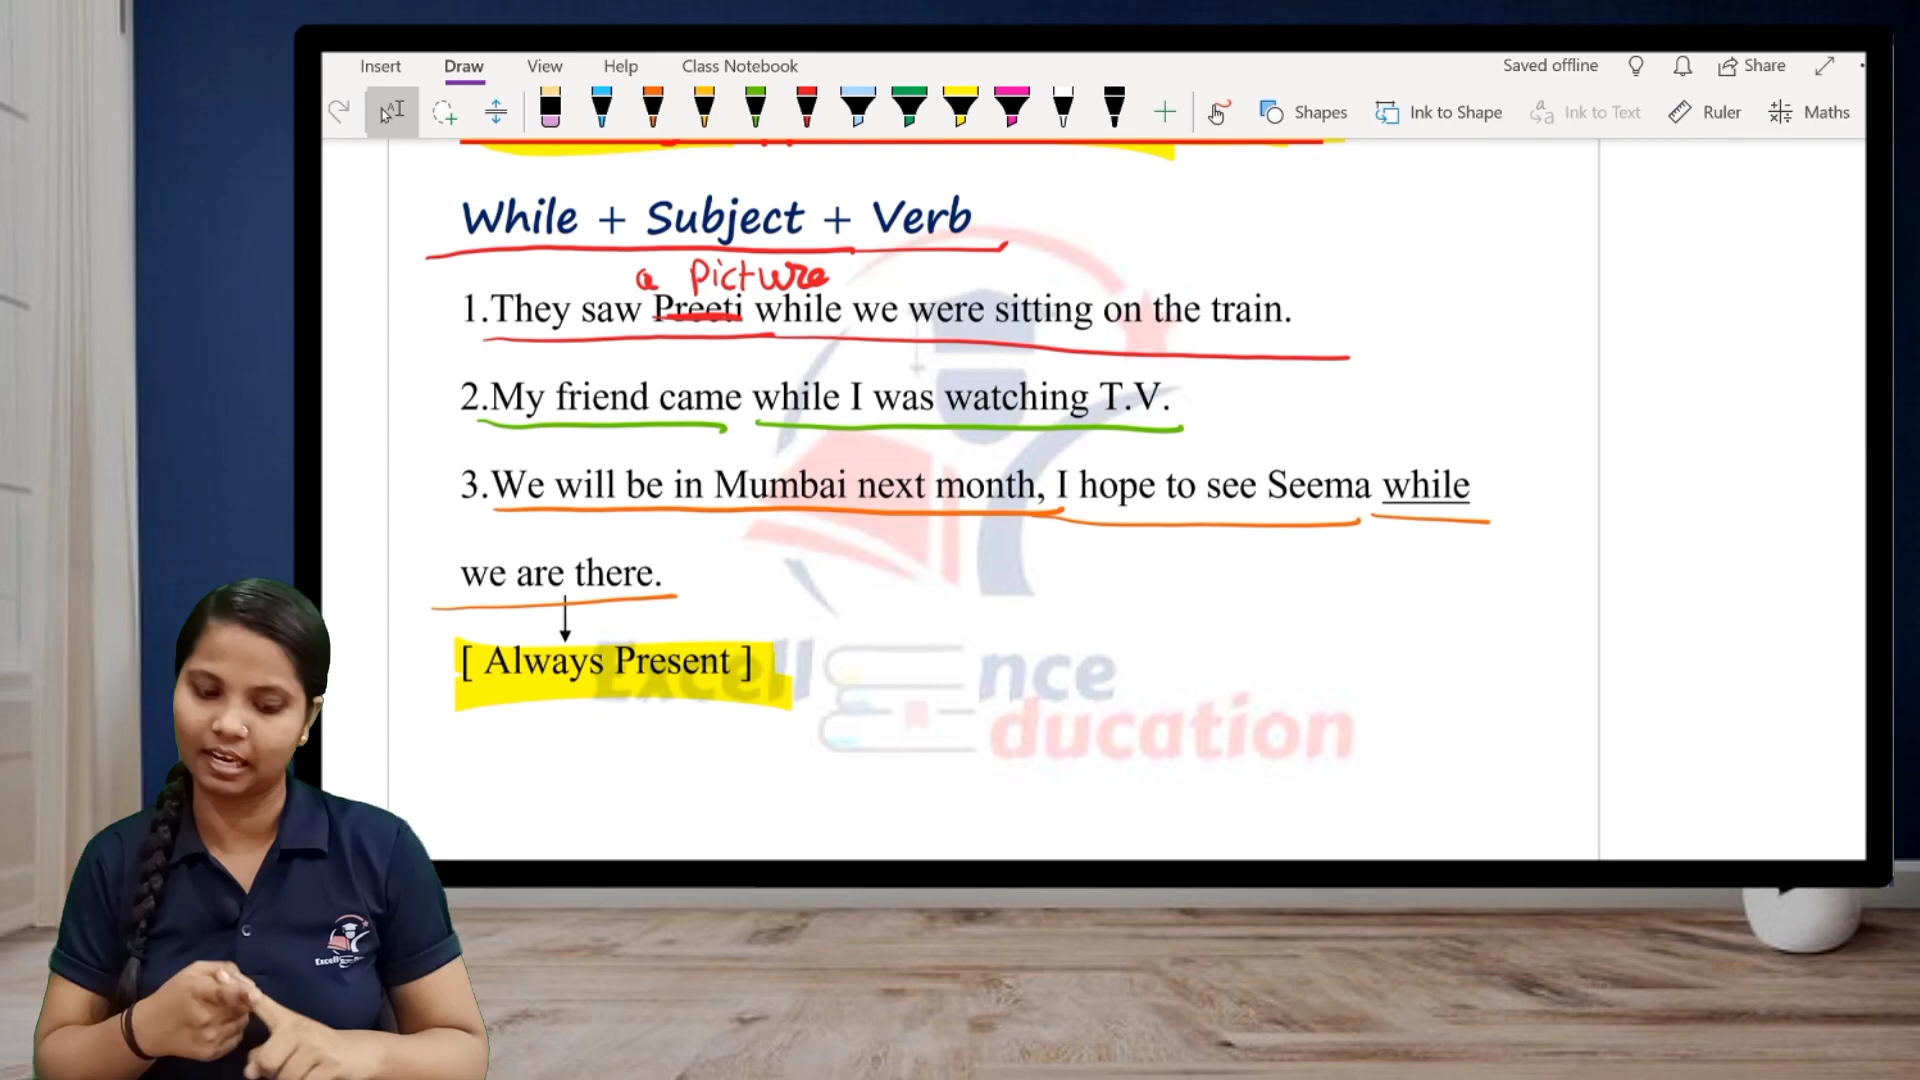 Insert Draw View Help Class Notebook Saved offline Share
Ink to Shape Ink to Text Ruler Maths Shapes
While + Subject + Verb
a Picture
1.They saw Preeti while we were sitting on the train.
2.My friend came while I was watching T.V.
3.We will be in Mumbai next month, I hope to see Seema while
we are there.
[ Always Present ]
Excell nce
ducation